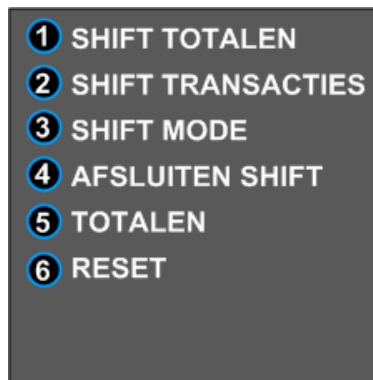 1 SHIFT TOTALEN
2 SHIFT TRANSACTIES
3 SHIFT MODE
4 AFSLUITEN SHIFT
5 TOTALEN
6 RESET